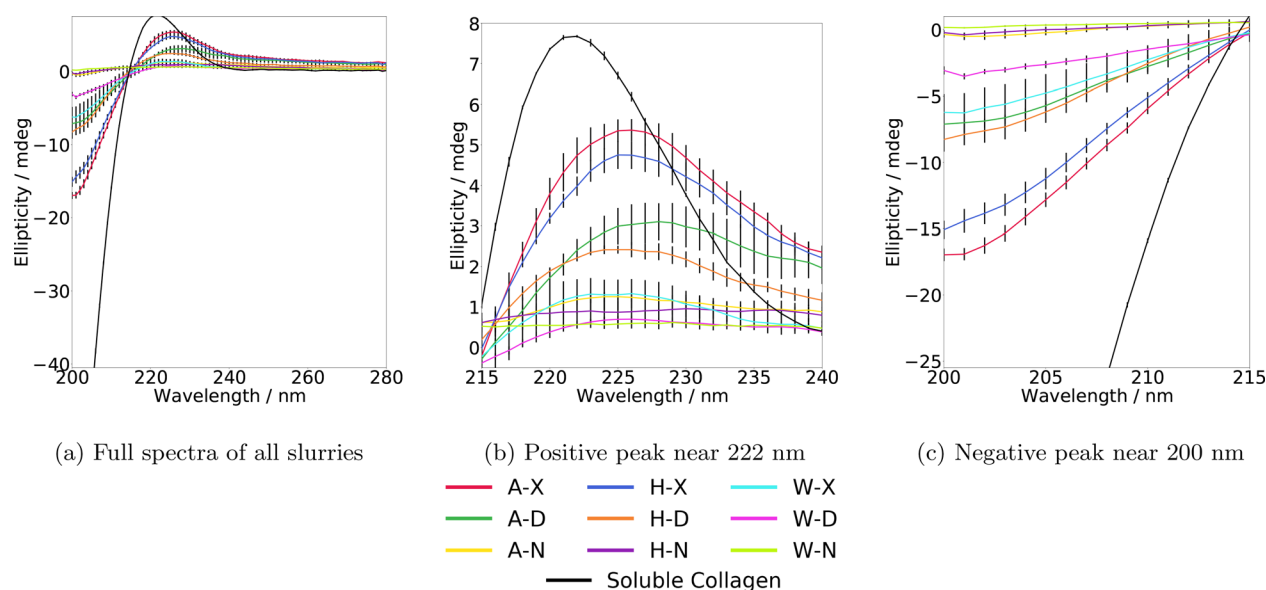 0
−10
−20
−30
−40
200 220 240 260 280
Ellipticity / mdeg
Wavelength / nm
(a) Full spectra of all slurries
8
7
6
5
4
3
2
1
0
215 220 225 230 235 240
Ellipticity / mdeg
Wavelength / nm
(b) Positive peak near 222 nm
0
−5
−10
−15
−20
−25
200 205 210 215
Ellipticity / mdeg
Wavelength / nm
(c) Negative peak near 200 nm
A-X H-X W-X
A-D H-D W-D
A-N H-N W-N
Soluble Collagen